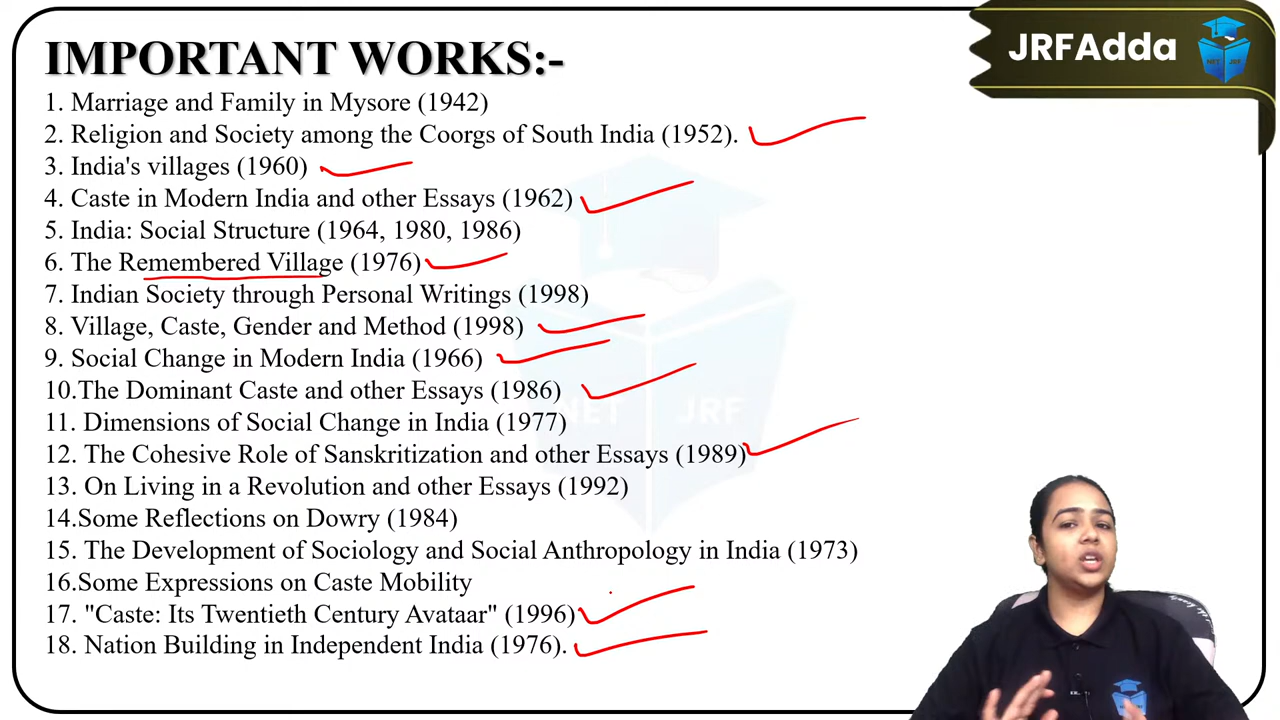 IMPORTANT WORKS:-
JRFAdda
NET JRF
1. Marriage and Family in Mysore (1942)
2. Religion and Society among the Coorgs of South India (1952).
3. India's villages (1960)
4. Caste in Modern India and other Essays (1962)
5. India: Social Structure (1964, 1980, 1986)
6. The Remembered Village (1976)
7. Indian Society through Personal Writings (1998)
8. Village, Caste, Gender and Method (1998)
9. Social Change in Modern India (1966)
10.The Dominant Caste and other Essays (1986)
NET JRF
11. Dimensions of Social Change in India (1977)
12. The Cohesive Role of Sanskritization and other Essays (1989)
13. On Living in a Revolution and other Essays (1992)
14.Some Reflections on Dowry (1984)
15. The Development of Sociology and Social Anthropology in India (1973)
16.Some Expressions on Caste Mobility
17. "Caste: Its Twentieth Century Avataar" (1996)
18. Nation Building in Independent India (1976).